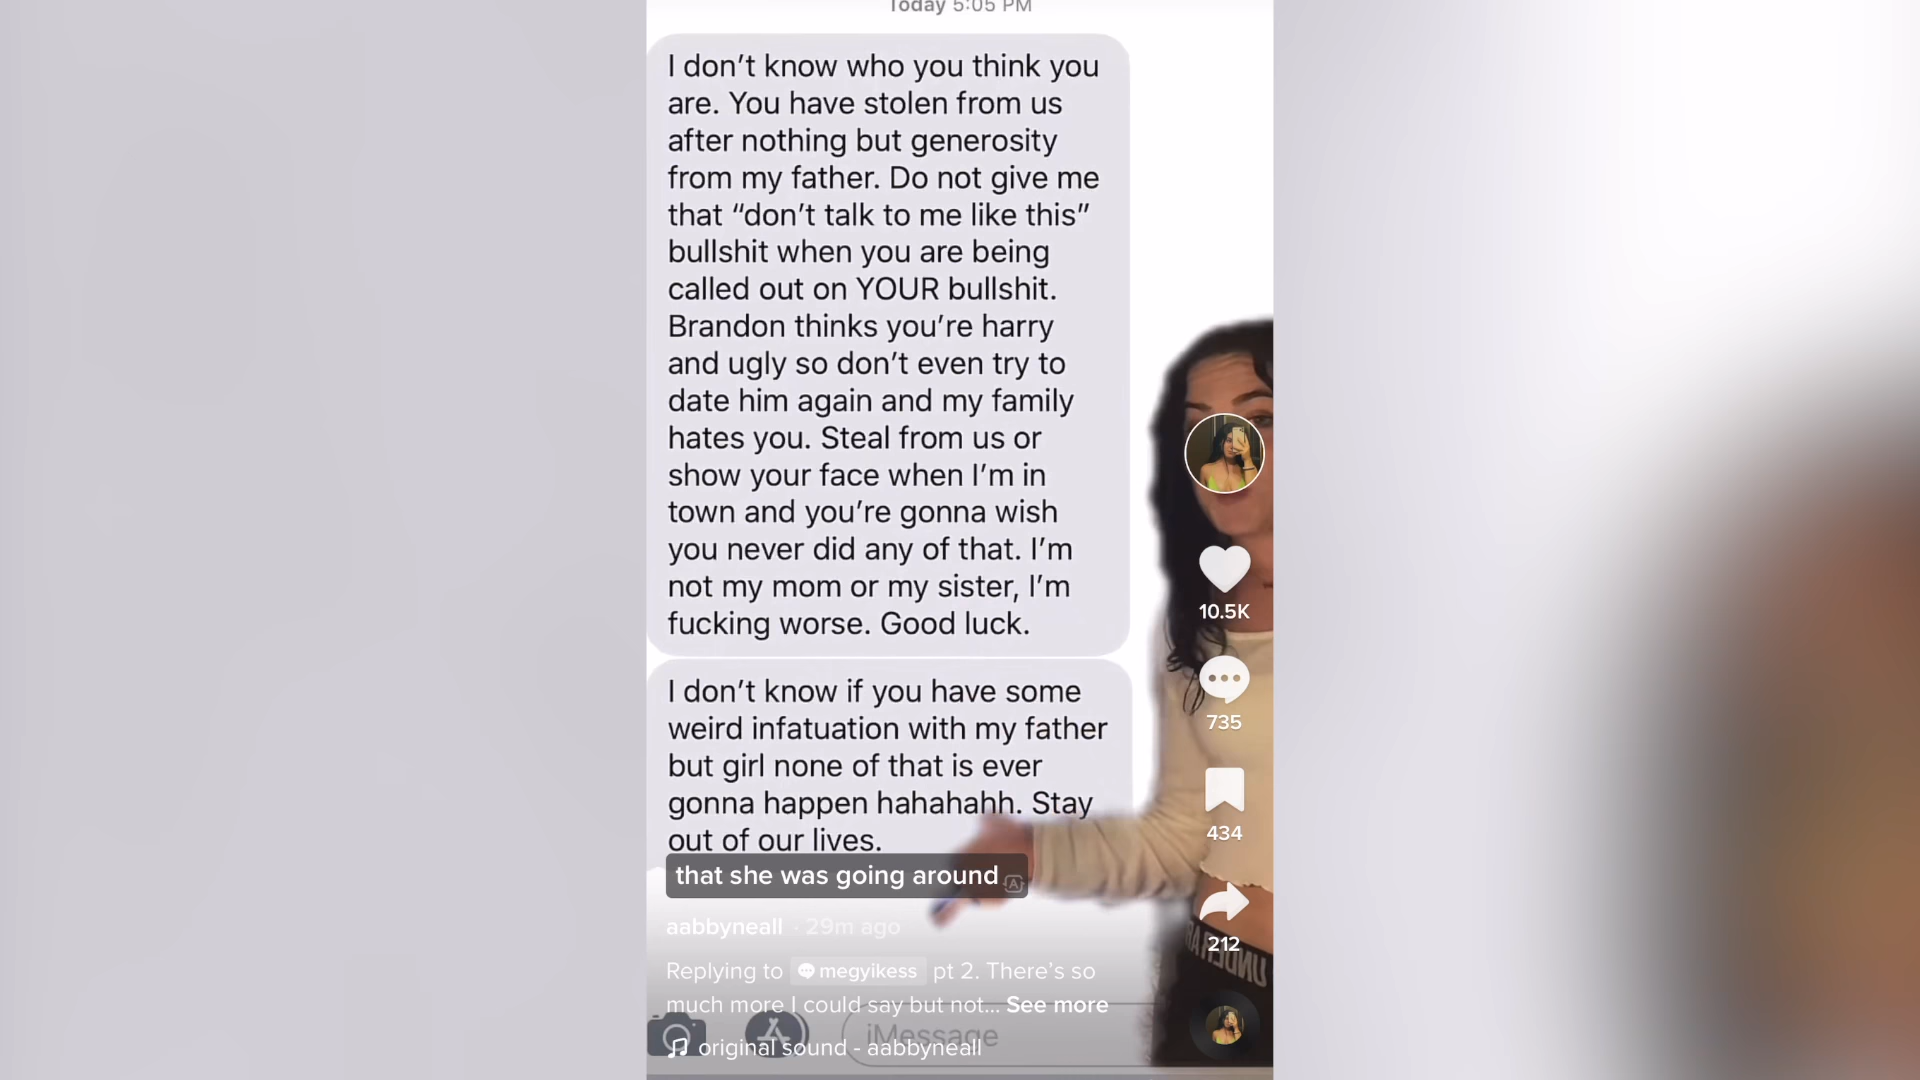 Today 5:05 PM
I don't know who you think you
are. You have stolen from us
after nothing but generosity
from my father. Do not give me
that “don't talk to me like this”
bullshit when you are being
called out on YOUR bullshit.
Brandon thinks you're harry
and ugly so don't even try to
date him again and my family
hates you. Steal from us or
show your face when I'm in
town and you're gonna wish
you never did any of that. I'm
not my mom or my sister, I'm
fucking worse. Good luck.
I don't know if you have some
weird infatuation with my father
but girl none of that is ever
gonna happen hahahahh. Stay
out of our lives.
that she was going around
aabbyneall · 29m ago
Replying to megyikess pt 2. There's so
much more I could say but not... See more
iMessage
original sound - aabbyneall
10.5K
735
434
212
UNDER